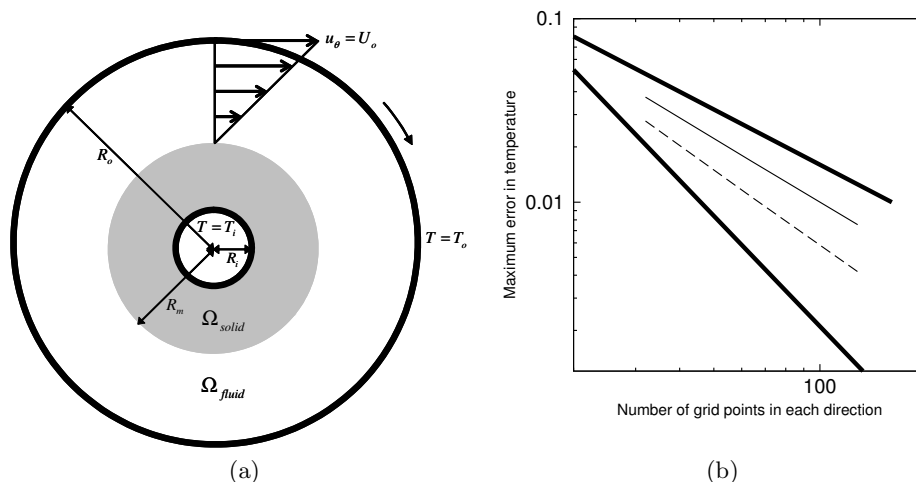 u_θ = U_o
R_o
T = T_i
R_i
T = T_o
R_m
Ω_solid
Ω_fluid
(a)
0.1
0.01
Maximum error in temperature
100
Number of grid points in each direction
(b)